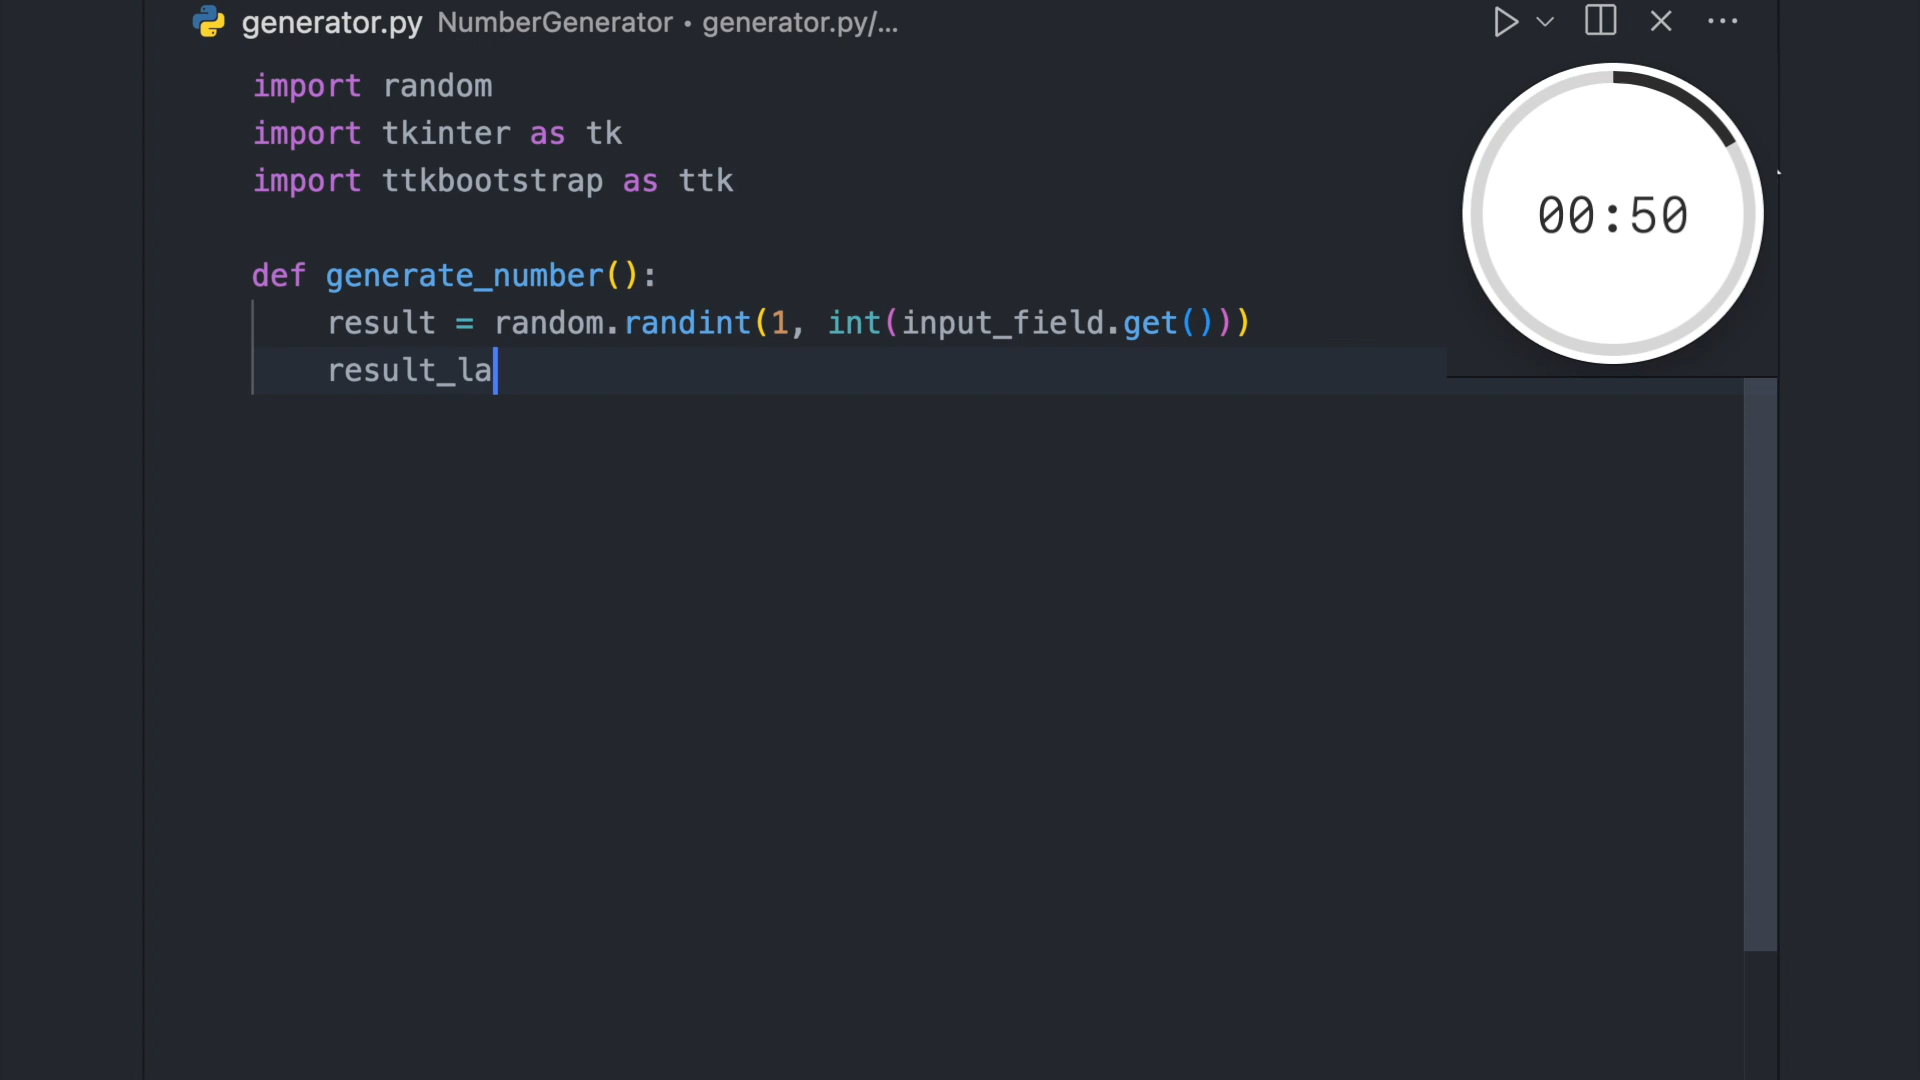 generator.py NumberGenerator • generator.py/...
import random
import tkinter as tk
import ttkbootstrap as ttk
00:50
def generate_number():
    result = random.randint(1, int(input_field.get()))
    result_la